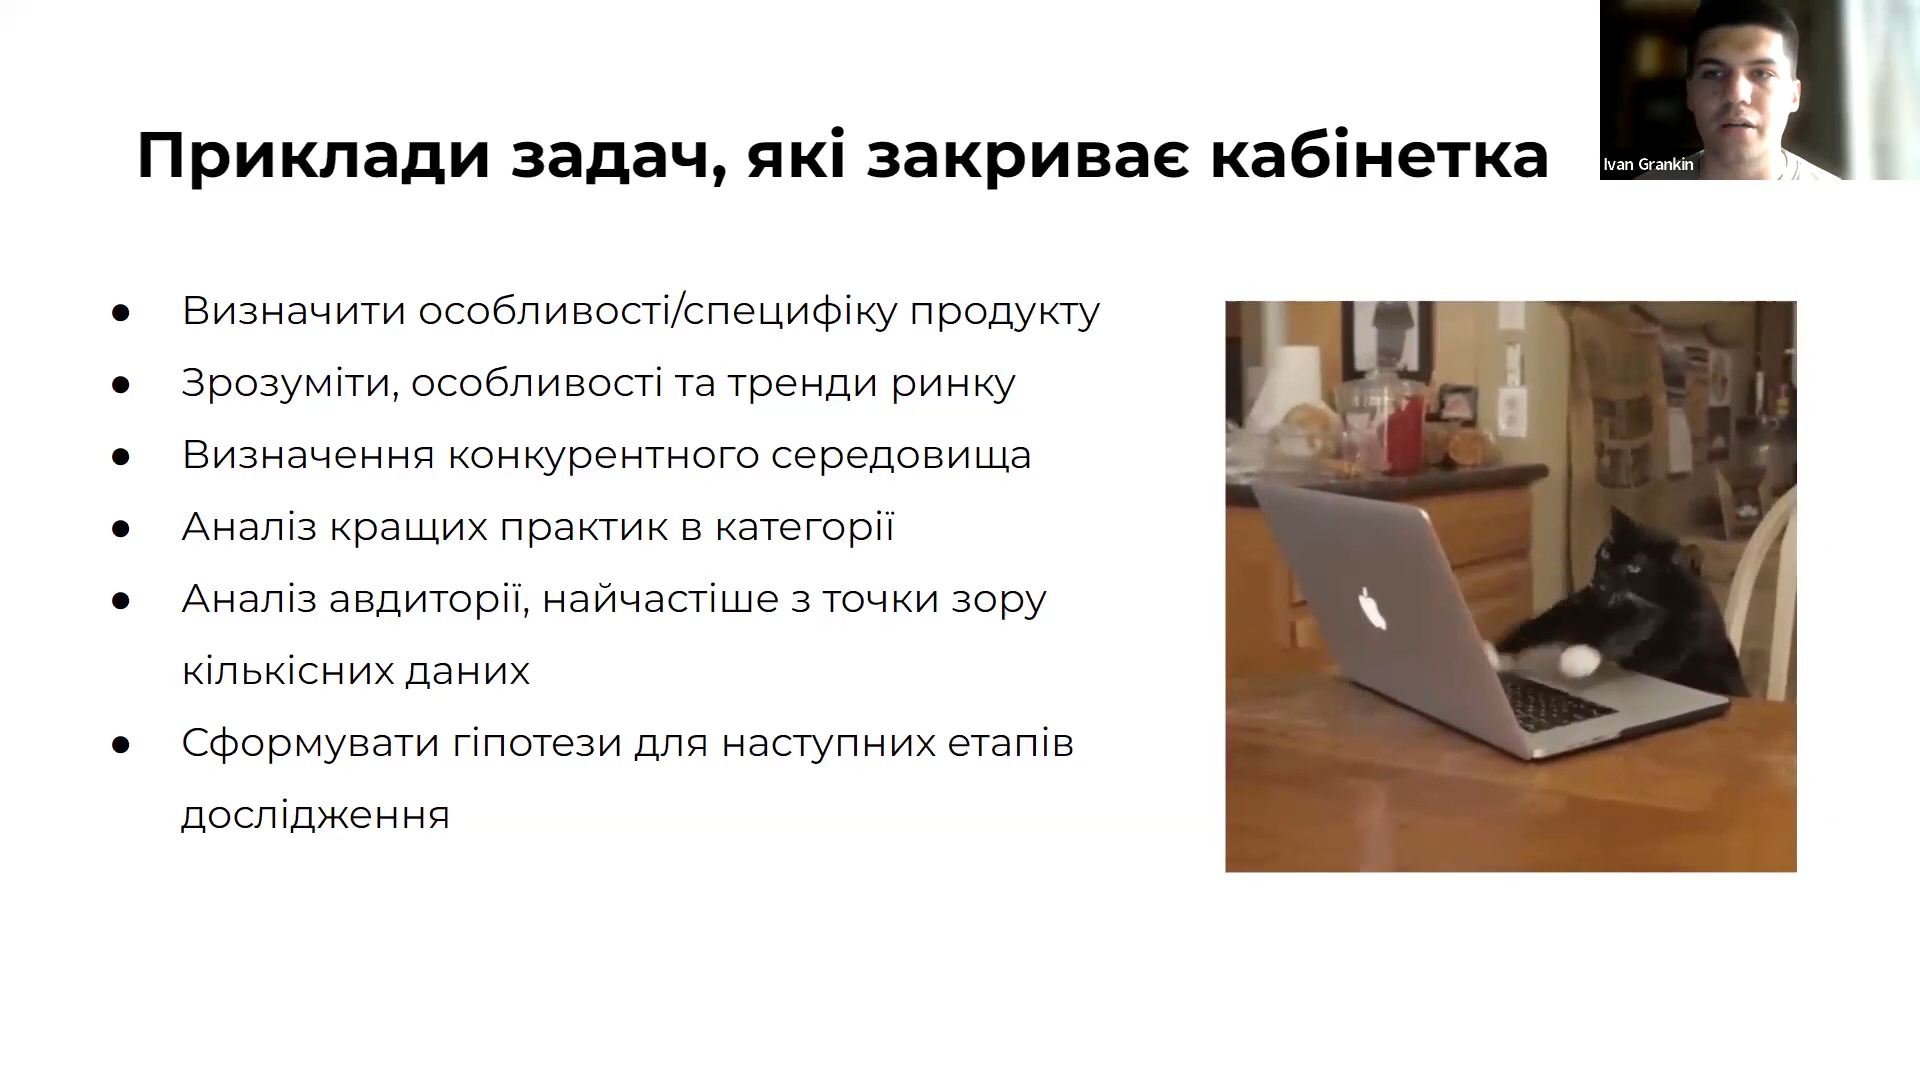 Приклади задач, які закриває кабінетка
Ivan Grankin
● Визначити особливості/специфіку продукту
● Зрозуміти, особливості та тренди ринку
● Визначення конкурентного середовища
● Аналіз кращих практик в категорії
● Аналіз авдиторії, найчастіше з точки зору
кількісних даних
● Сформувати гіпотези для наступних етапів
дослідження